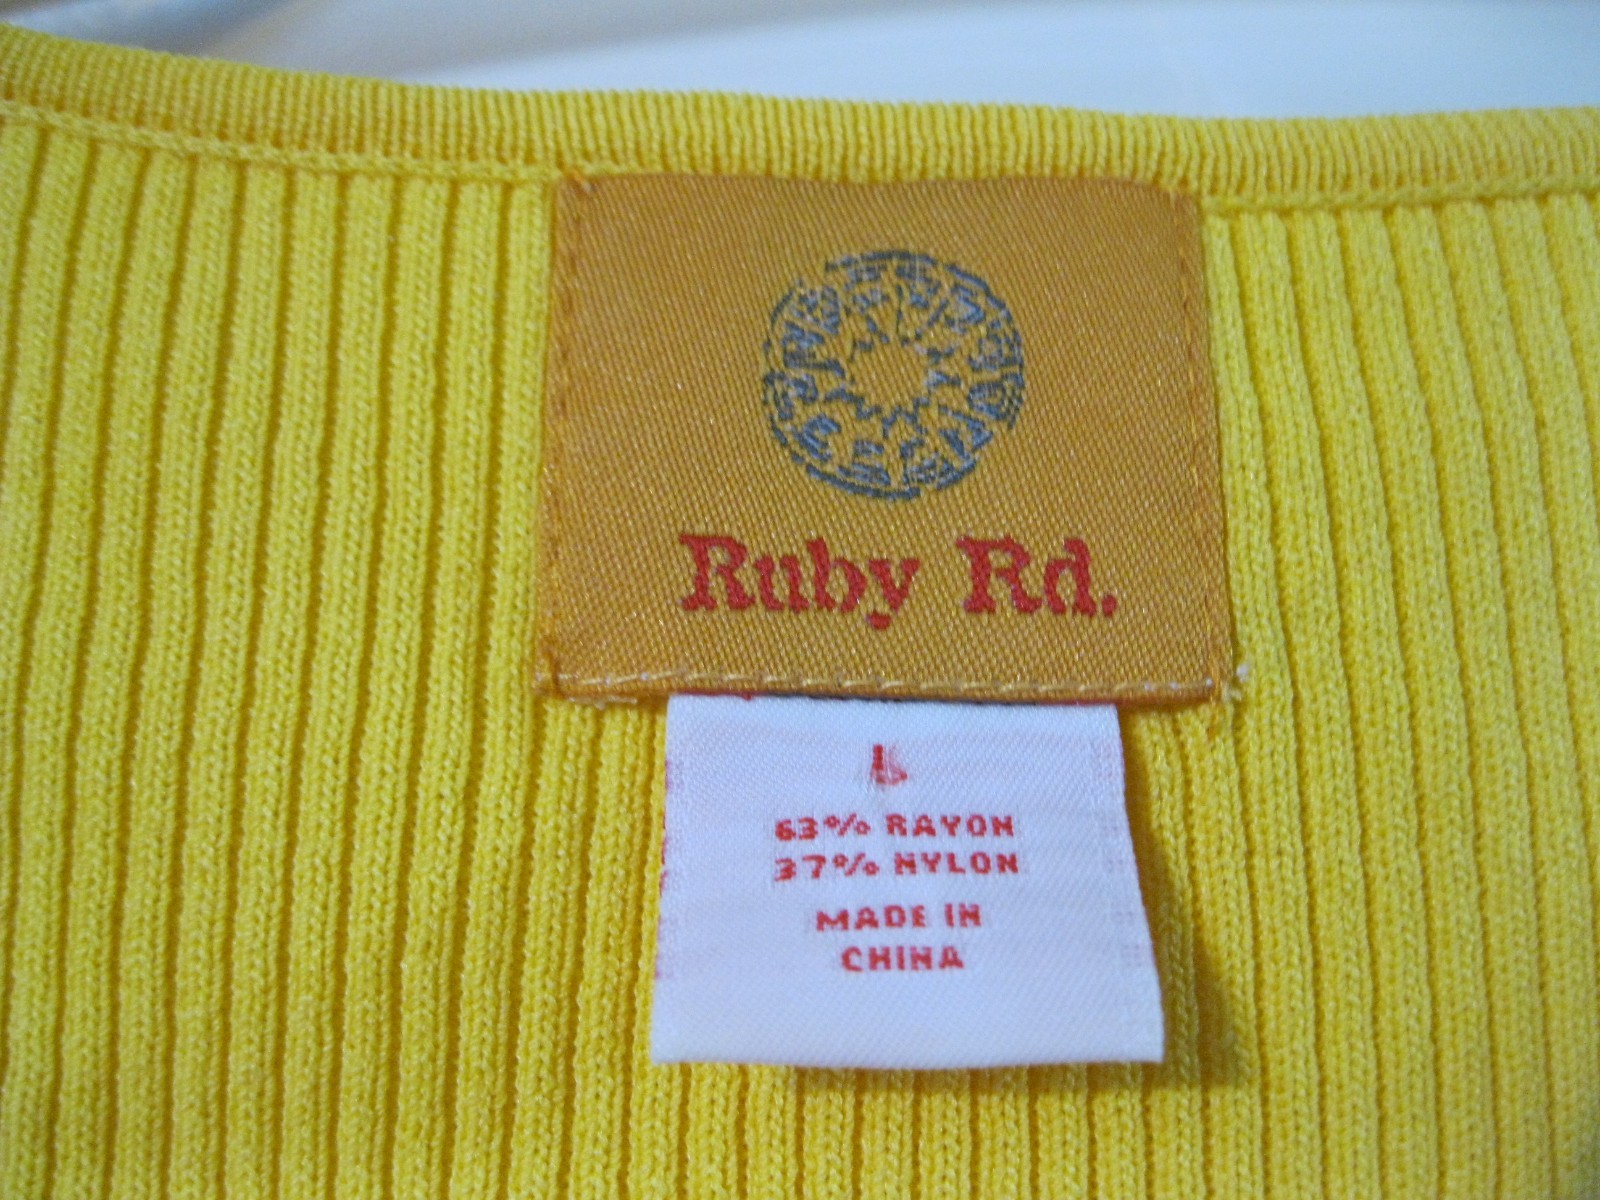 Ruby Rd.
L
63% RAYON
37% NYLON
MADE IN
CHINA